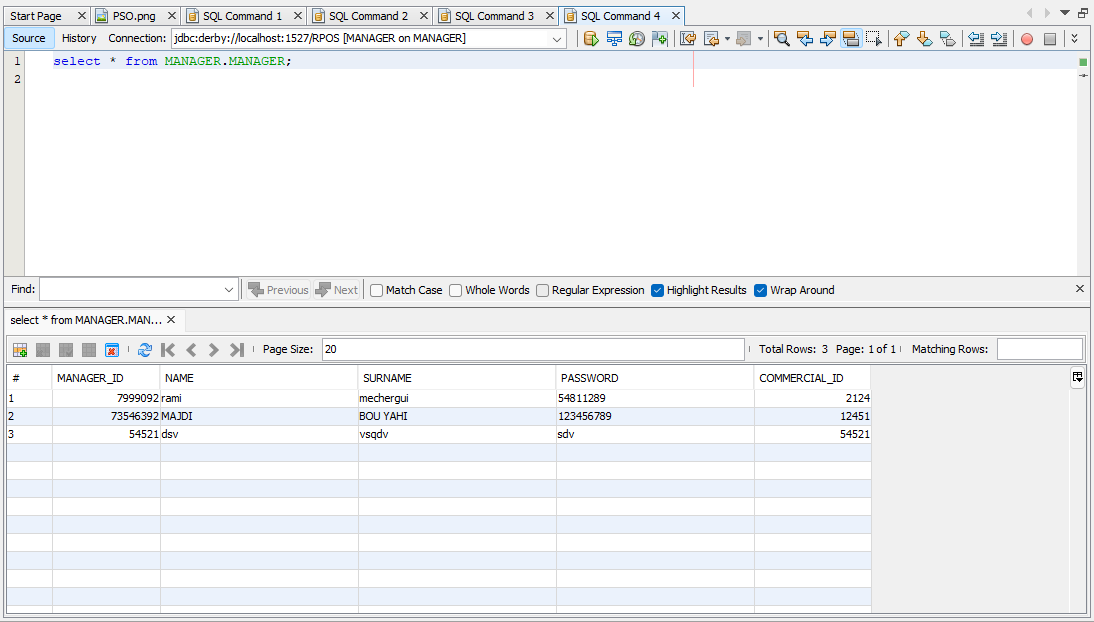 Start Page PSO.png SQL Command 1 SQL Command 2 SQL Command 3 SQL Command 4
Source History Connection: jdbc:derby://localhost:1527/RPOS [MANAGER on MANAGER]
1 select * from MANAGER.MANAGER;
2
Find: Previous Next Match Case Whole Words Regular Expression Highlight Results Wrap Around
select * from MANAGER.MAN...
Page Size: 20 Total Rows: 3 Page: 1 of 1 Matching Rows:
# MANAGER_ID NAME SURNAME PASSWORD COMMERCIAL_ID
1 7999092 rami mechergui 54811289 2124
2 73546392 MAJDI BOU YAHI 123456789 12451
3 54521 dsv vsqdv sdv 54521